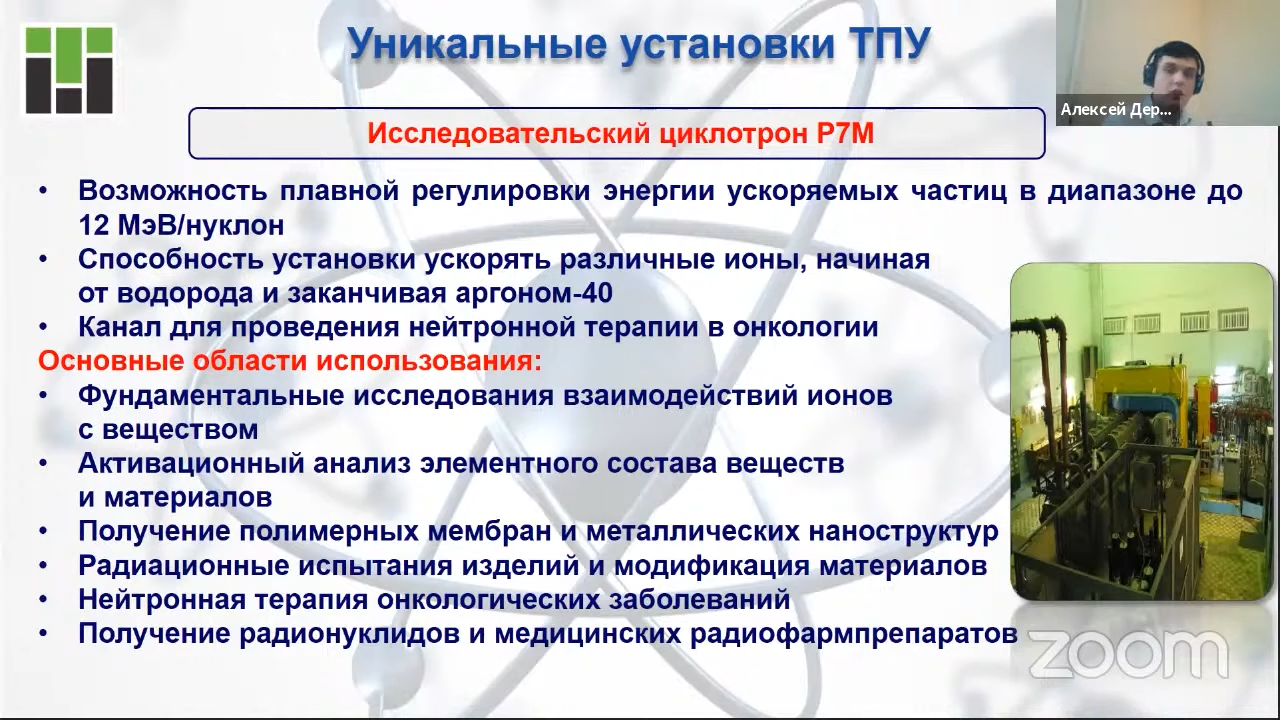 Уникальные установки ТПУ
Алексей Дер...
Исследовательский циклотрон Р7М
• Возможность плавной регулировки энергии ускоряемых частиц в диапазоне до
12 МэВ/нуклон
• Способность установки ускорять различные ионы, начиная
от водорода и заканчивая аргоном-40
• Канал для проведения нейтронной терапии в онкологии
Основные области использования:
• Фундаментальные исследования взаимодействий ионов
с веществом
• Активационный анализ элементного состава веществ
и материалов
• Получение полимерных мембран и металлических наноструктур
• Радиационные испытания изделий и модификация материалов
• Нейтронная терапия онкологических заболеваний
• Получение радионуклидов и медицинских радиофармпрепаратов
zoom